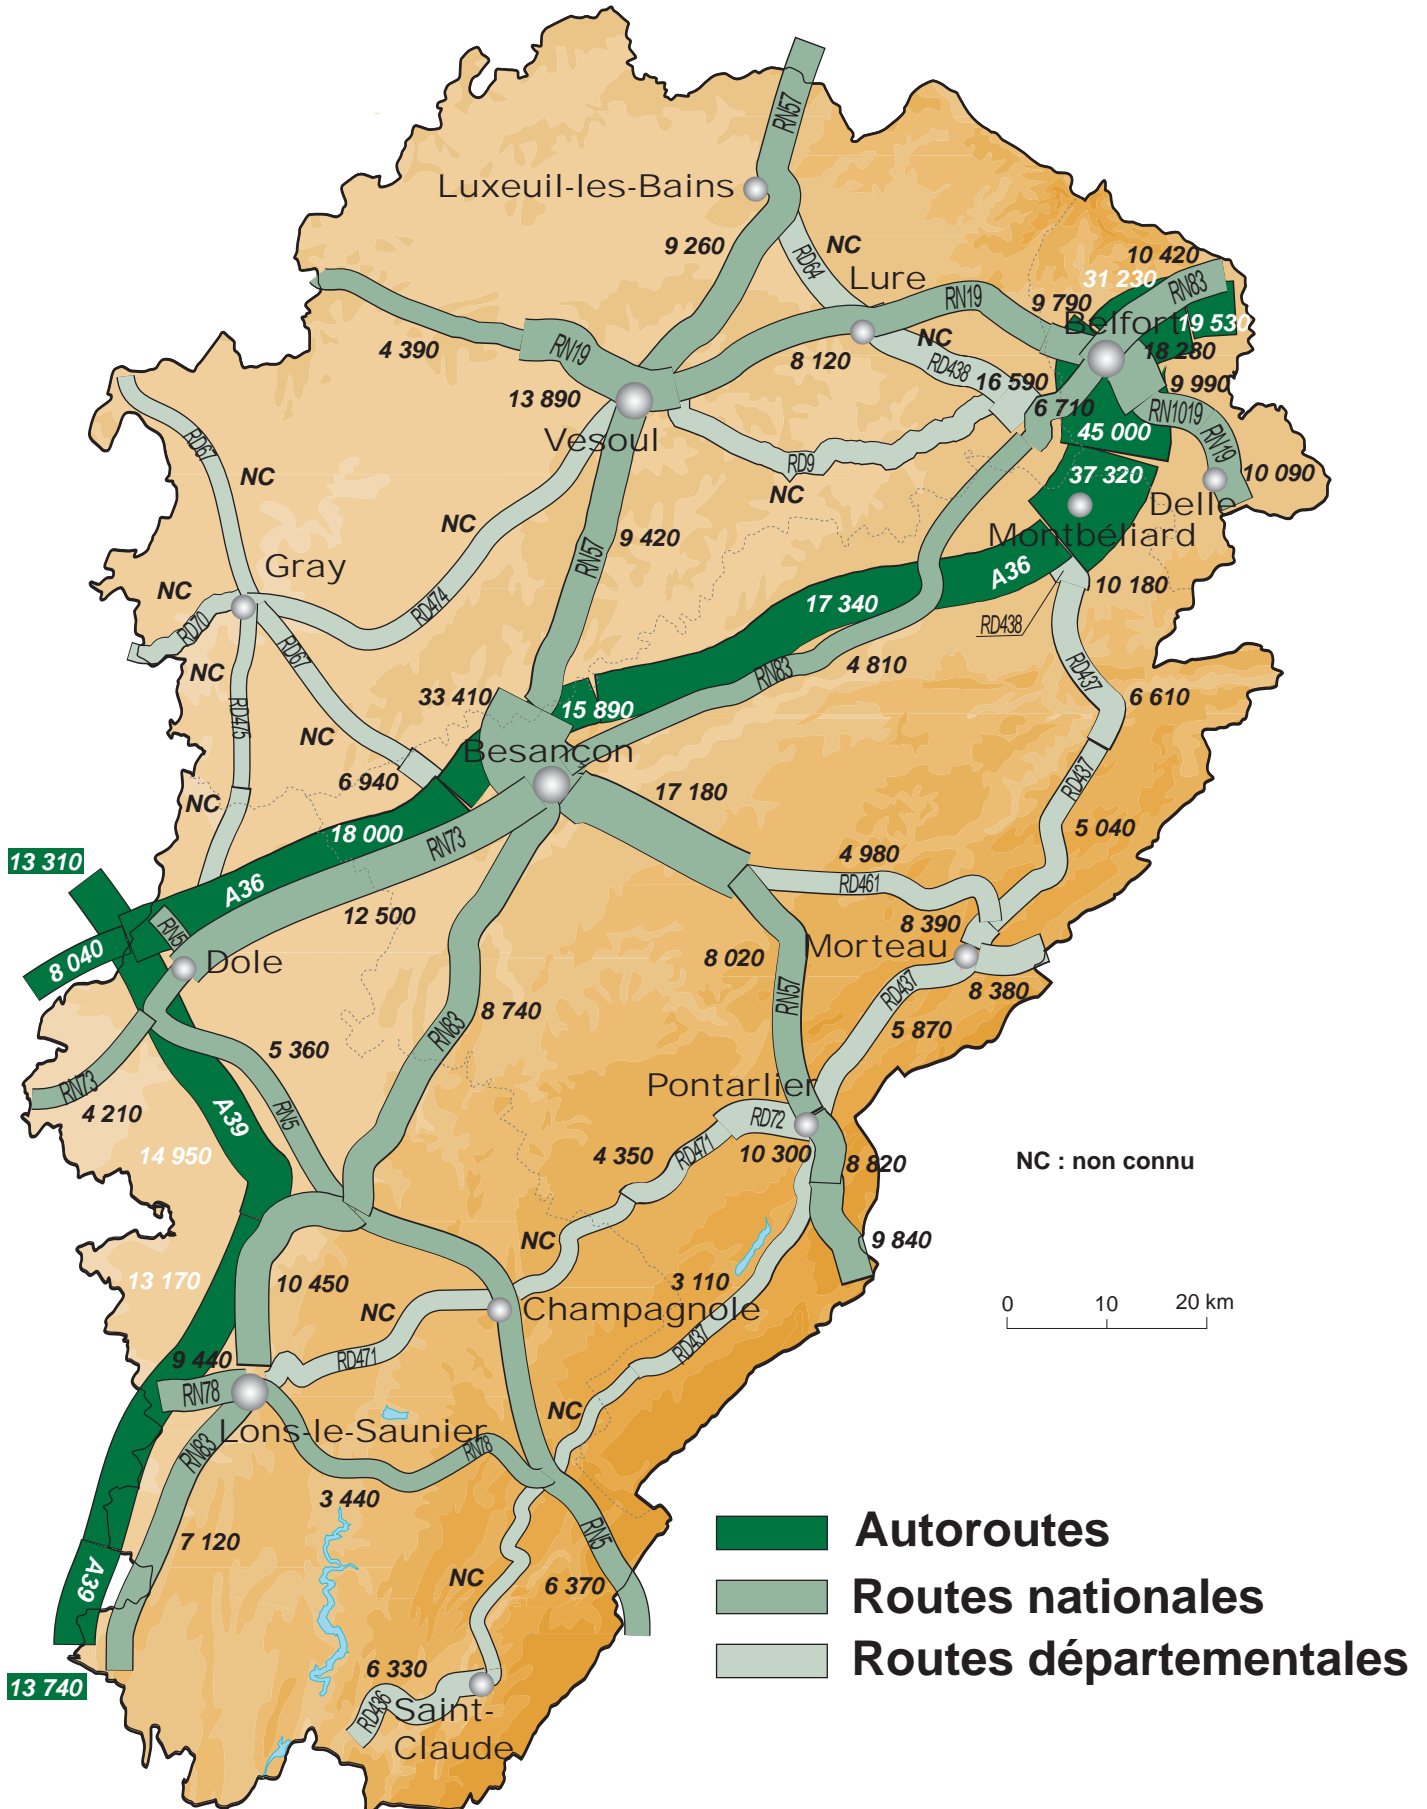 RN57
Luxeuil-les-Bains
9 260
NC
RD64
Lure
10 420
31 230
RN83
RN19
9 790
Belfort
19 530
4 390
RN19
8 120
NC
RD438
18 280
13 890
16 590
6 710
9 990
RN1019
RN19
Vesoul
45 000
RD67
NC
RD9
NC
37 320
10 090
Delle
NC
9 420
RN57
Montbéliard
Gray
NC
A36
10 180
RD474
17 340
RD70
RD67
RD438
NC
RN83
4 810
RD437
6 610
33 410
15 890
RD475
NC
Besançon
6 940
17 180
RD437
NC
18 000
RN73
5 040
13 310
A36
4 980
RD461
12 500
8 390
RN5
8 040
Dole
8 020
Morteau
8 380
RN57
RD437
8 740
RN83
5 870
5 360
RN73
4 210
Pontarlier
A39
RN5
RD72
14 950
4 350
RD471
10 300
8 820
NC : non connu
NC
9 840
13 170
10 450
3 110
NC
Champagnole
0
10
20 km
9 440
RD471
RD437
RN78
NC
Lons-le-Saunier
RN83
RN78
3 440
7 120
RN5
Autoroutes
A39
NC
6 370
Routes nationales
6 330
Routes départementales
13 740
RD436
Saint-
Claude